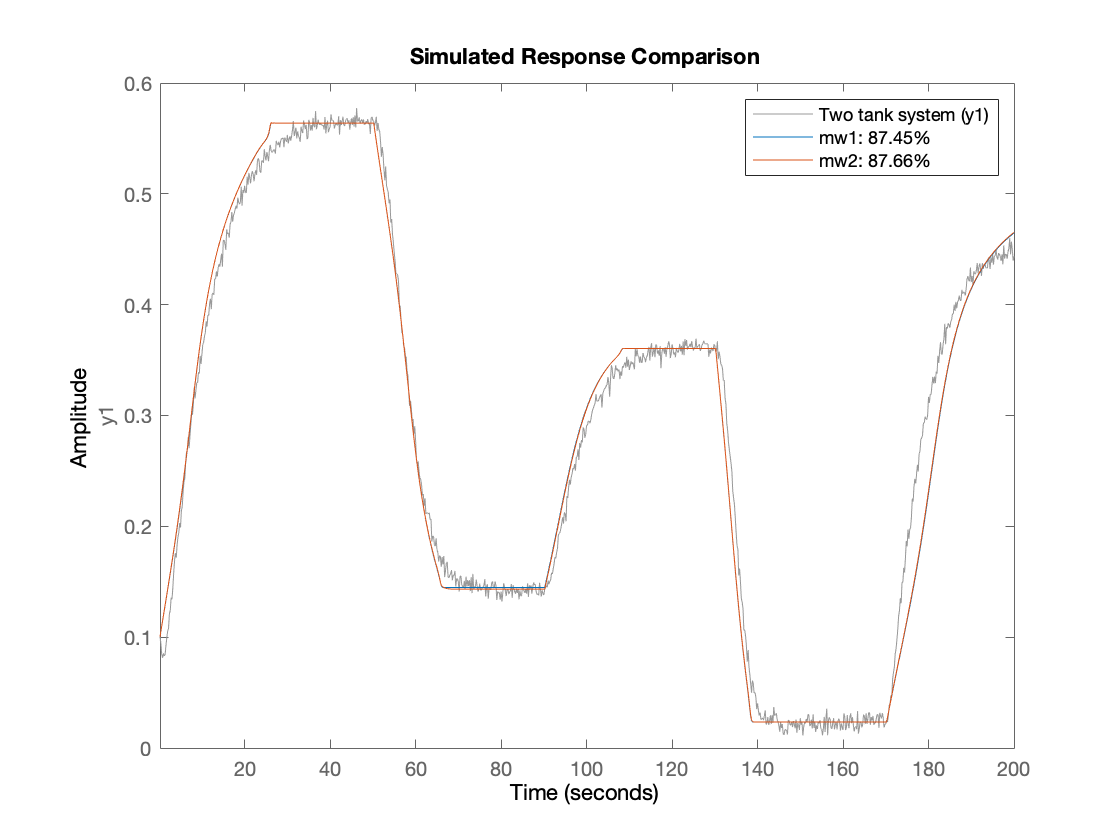 Simulated Response Comparison
Two tank system (y1)
mw1: 87.45%
mw2: 87.66%
Amplitude
y1
0.6
0.5
0.4
0.3
0.2
0.1
0
20 40 60 80 100 120 140 160 180 200
Time (seconds)